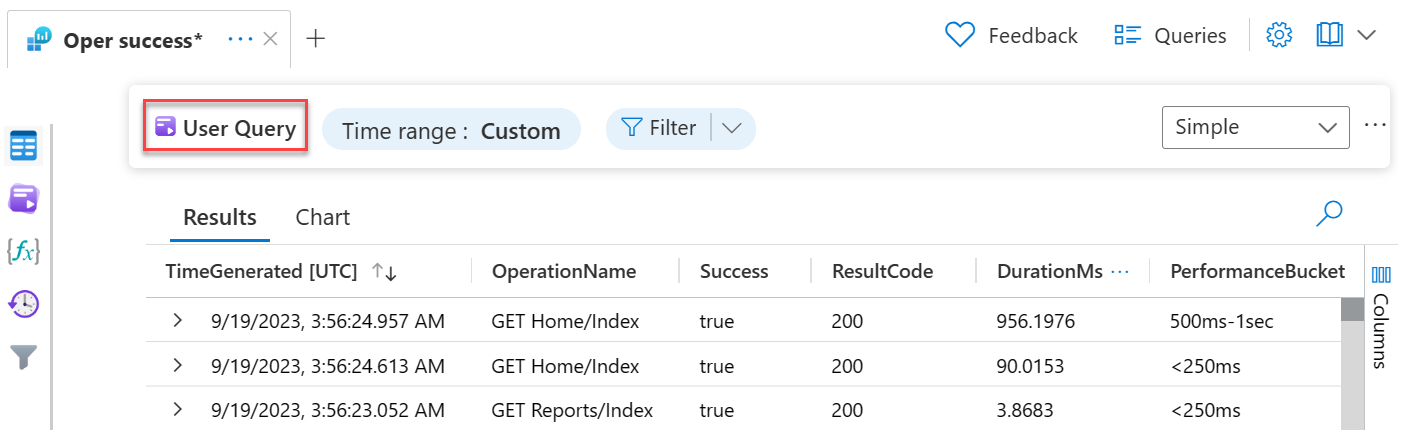 Oper success* ··· Feedback Queries
User Query Time range : Custom Filter Simple ···
Results Chart
TimeGenerated [UTC] OperationName Success ResultCode DurationMs ··· PerformanceBucket
9/19/2023, 3:56:24.957 AM GET Home/Index true 200 956.1976 500ms-1sec
9/19/2023, 3:56:24.613 AM GET Home/Index true 200 90.0153 <250ms
9/19/2023, 3:56:23.052 AM GET Reports/Index true 200 3.8683 <250ms
Columns
{fx}